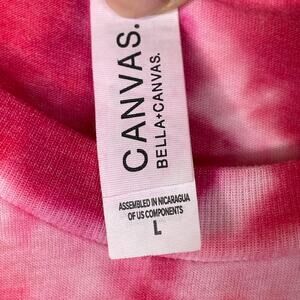 CANVAS.
BELLA+CANVAS.
ASSEMBLED IN NICARAGUA
OF US COMPONENTS
L